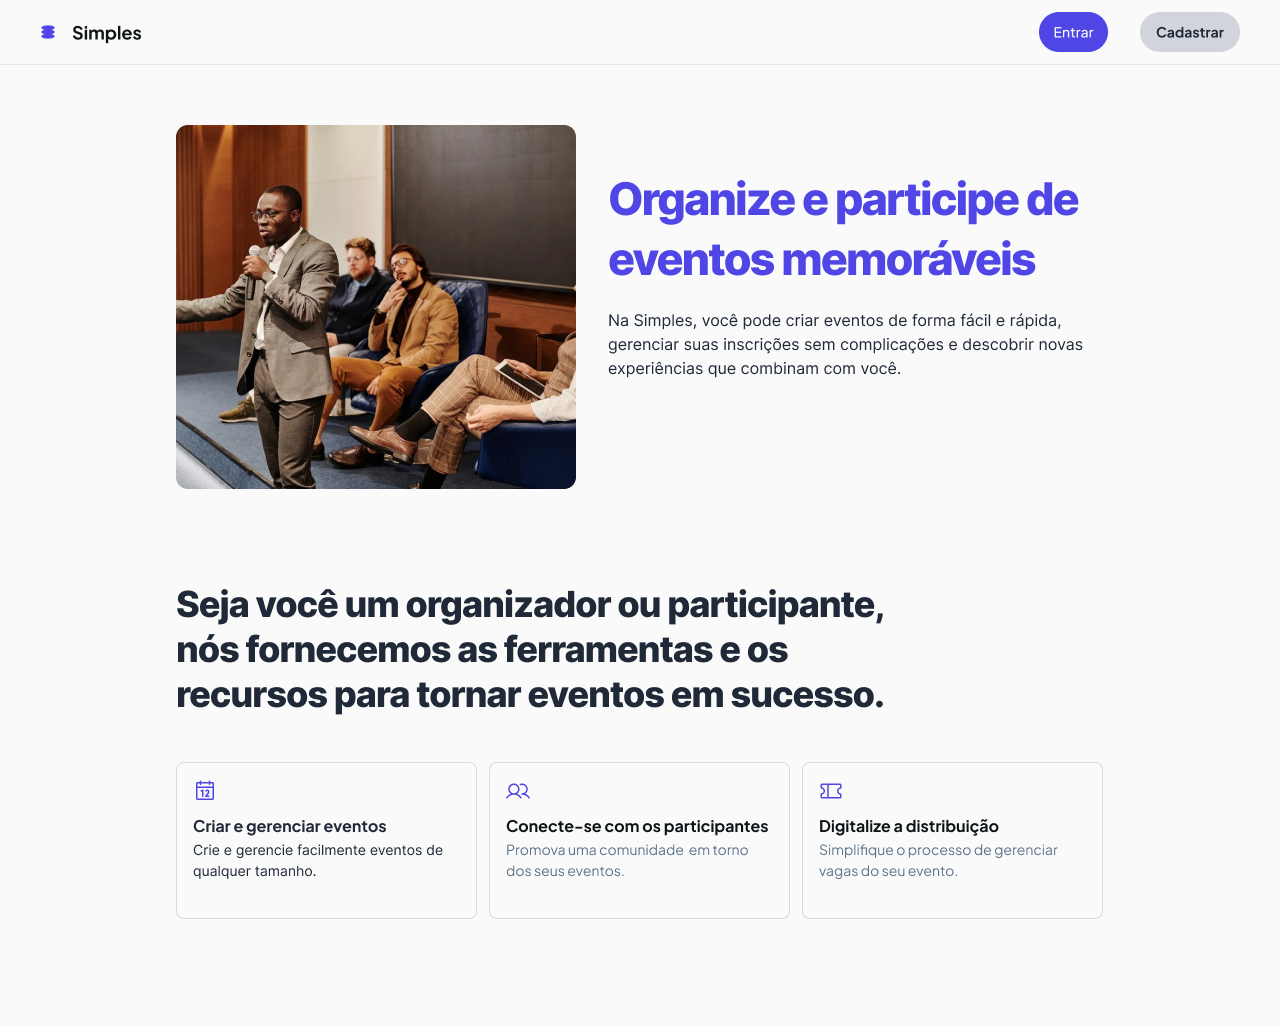 Simples
Entrar
Cadastrar
Organize e participe de
eventos memoráveis
Na Simples, você pode criar eventos de forma fácil e rápida,
gerenciar suas inscrições sem complicações e descobrir novas
experiências que combinam com você.
Seja você um organizador ou participante,
nós fornecemos as ferramentas e os
recursos para tornar eventos em sucesso.
12
Criar e gerenciar eventos
Crie e gerencie facilmente eventos de
qualquer tamanho.
Conecte-se com os participantes
Promova uma comunidade em torno
dos seus eventos.
Digitalize a distribuição
Simplifique o processo de gerenciar
vagas do seu evento.